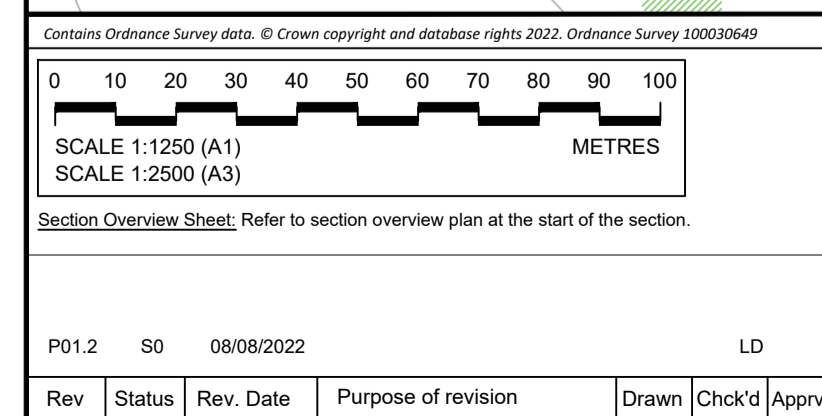 Contains Ordnance Survey data. © Crown copyright and database rights 2022. Ordnance Survey 100030649
0 10 20 30 40 50 60 70 80 90 100
SCALE 1:1250 (A1) METRES
SCALE 1:2500 (A3)
Section Overview Sheet: Refer to section overview plan at the start of the section.
P01.2 S0 08/08/2022 LD
Rev Status Rev. Date Purpose of revision Drawn Chck'd Apprv